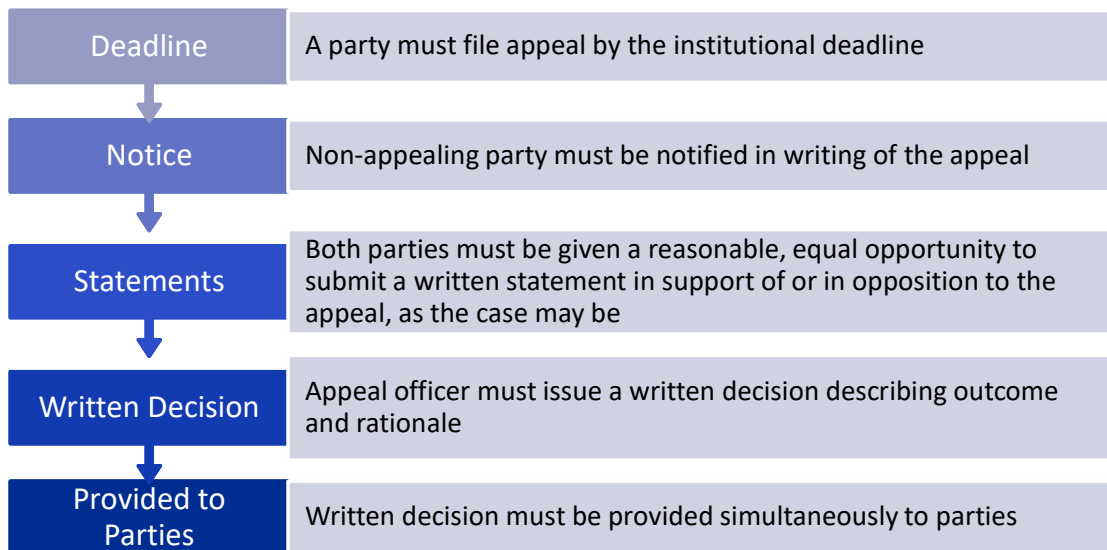 Deadline
A party must file appeal by the institutional deadline
Notice
Non-appealing party must be notified in writing of the appeal
Statements
Both parties must be given a reasonable, equal opportunity to
submit a written statement in support of or in opposition to the
appeal, as the case may be
Written Decision
Appeal officer must issue a written decision describing outcome
and rationale
Provided to
Parties
Written decision must be provided simultaneously to parties